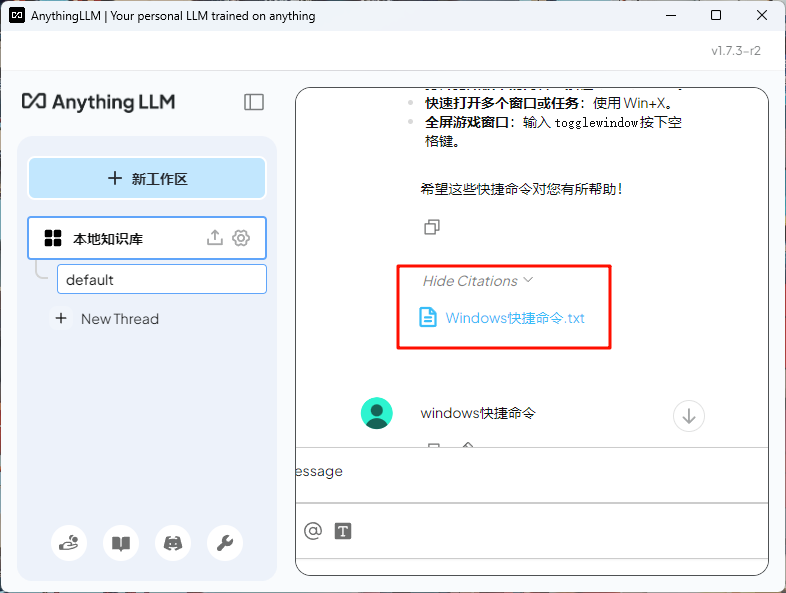 AnythingLLM | Your personal LLM trained on anything
v1.7.3-r2
Anything LLM
新工作区
本地知识库
default
New Thread
快速打开多个窗口或任务：使用 Win+X。
全屏游戏窗口：输入 togglewindow 按下空
格键。
希望这些快捷命令对您有所帮助！
Hide Citations
Windows快捷命令.txt
windows快捷命令
essage
@
T